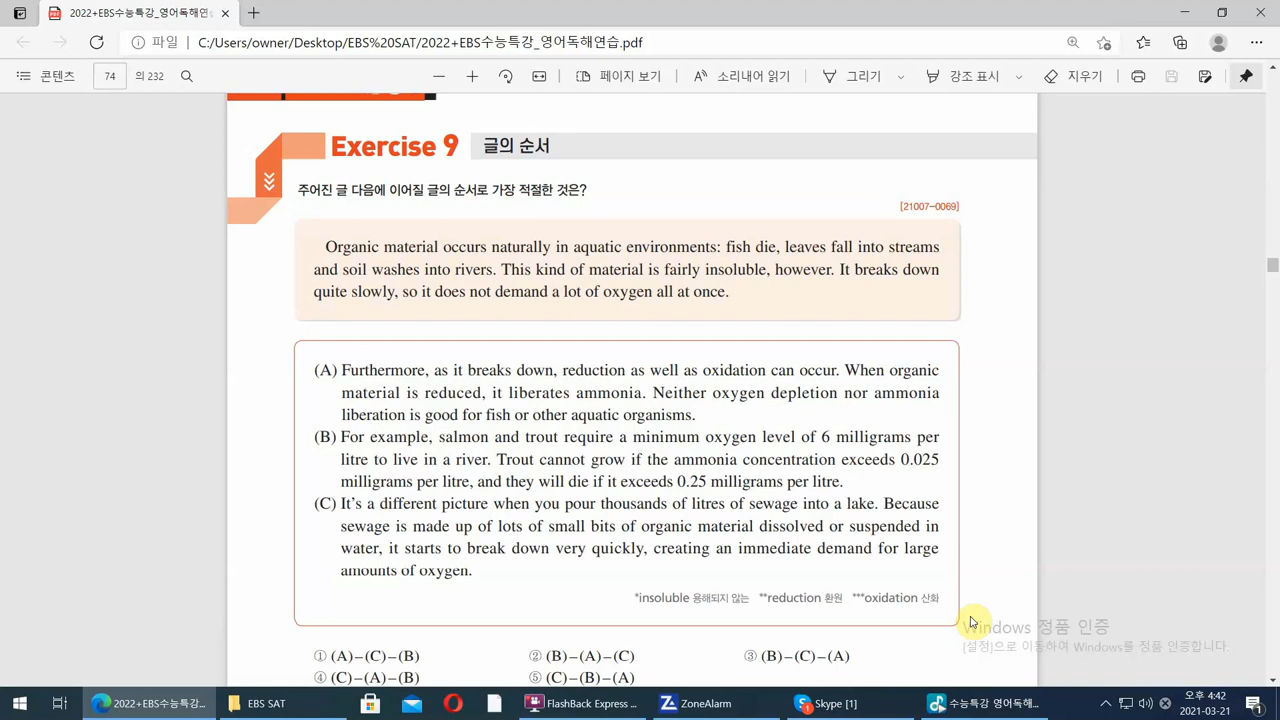 2022+EBS수능특강_영어독해연습
파일 C:/Users/owner/Desktop/EBS%20SAT/2022+EBS수능특강_영어독해연습.pdf
콘텐츠 74 의 232 페이지 보기 소리내어 읽기 그리기 강조 표시 지우기
Exercise 9 글의 순서
주어진 글 다음에 이어질 글의 순서로 가장 적절한 것은?
[21007-0069]
Organic material occurs naturally in aquatic environments: fish die, leaves fall into streams
and soil washes into rivers. This kind of material is fairly insoluble, however. It breaks down
quite slowly, so it does not demand a lot of oxygen all at once.
(A) Furthermore, as it breaks down, reduction as well as oxidation can occur. When organic
material is reduced, it liberates ammonia. Neither oxygen depletion nor ammonia
liberation is good for fish or other aquatic organisms.
(B) For example, salmon and trout require a minimum oxygen level of 6 milligrams per
litre to live in a river. Trout cannot grow if the ammonia concentration exceeds 0.025
milligrams per litre, and they will die if it exceeds 0.25 milligrams per litre.
(C) It's a different picture when you pour thousands of litres of sewage into a lake. Because
sewage is made up of lots of small bits of organic material dissolved or suspended in
water, it starts to break down very quickly, creating an immediate demand for large
amounts of oxygen.
*insoluble 용해되지 않는 **reduction 환원 ***oxidation 산화
Windows 정품 인증
[설정]으로 이동하여 Windows를 정품 인증합니다.
① (A)-(C)-(B) ② (B)-(A)-(C) ③ (B)-(C)-(A)
④ (C)-(A)-(B) ⑤ (C)-(B)-(A)
2022+EBS수능특강_... EBS SAT FlashBack Express ... ZoneAlarm Skype [1] 수능특강 영어독해... 오후 4:42
2021-03-21